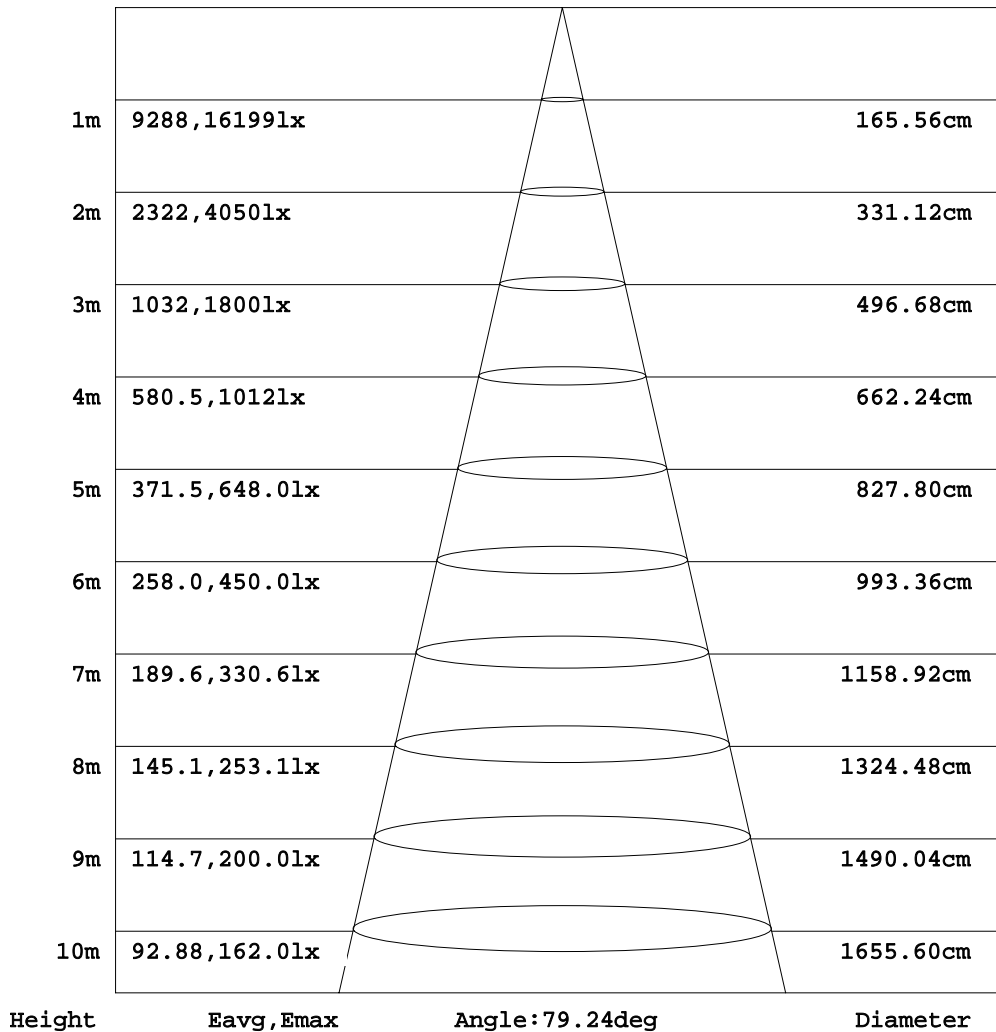 1m 9288,16199lx 165.56cm
2m 2322,4050lx 331.12cm
3m 1032,1800lx 496.68cm
4m 580.5,1012lx 662.24cm
5m 371.5,648.0lx 827.80cm
6m 258.0,450.0lx 993.36cm
7m 189.6,330.6lx 1158.92cm
8m 145.1,253.1lx 1324.48cm
9m 114.7,200.0lx 1490.04cm
10m 92.88,162.0lx 1655.60cm
Height Eavg,Emax Angle:79.24deg Diameter